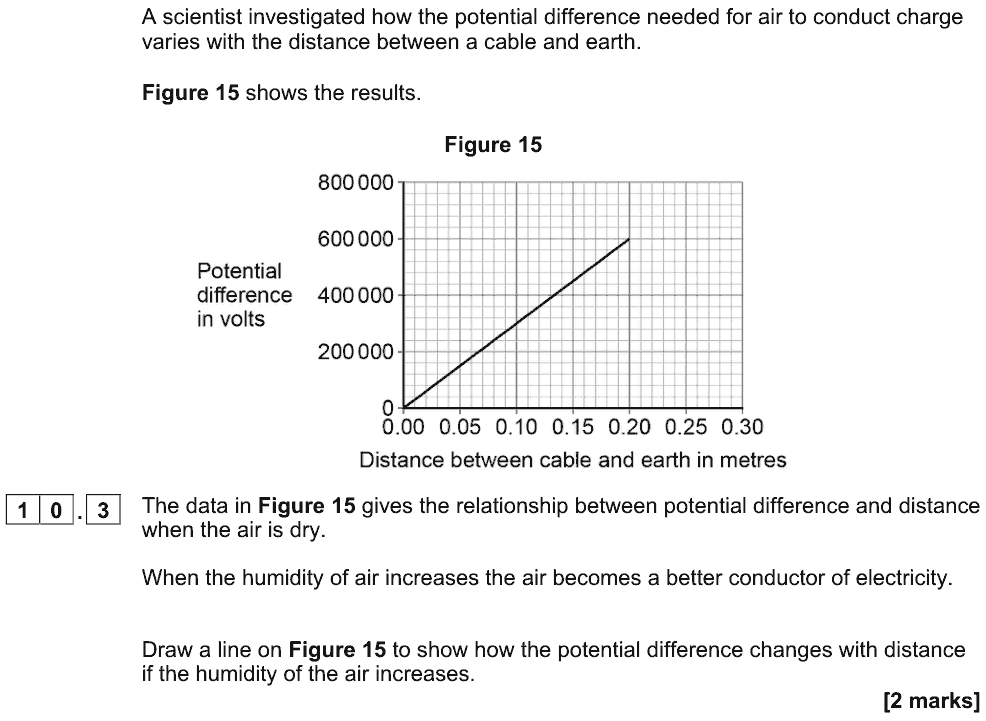 A scientist investigated how the potential difference needed for air to conduct charge
varies with the distance between a cable and earth.
Figure 15 shows the results.
Figure 15
800 000
600 000
400 000
200 000
0
Potential
difference
in volts
0.00 0.05 0.10 0.15 0.20 0.25 0.30
Distance between cable and earth in metres
1 0 . 3 The data in Figure 15 gives the relationship between potential difference and distance
when the air is dry.
When the humidity of air increases the air becomes a better conductor of electricity.
Draw a line on Figure 15 to show how the potential difference changes with distance
if the humidity of the air increases.
[2 marks]